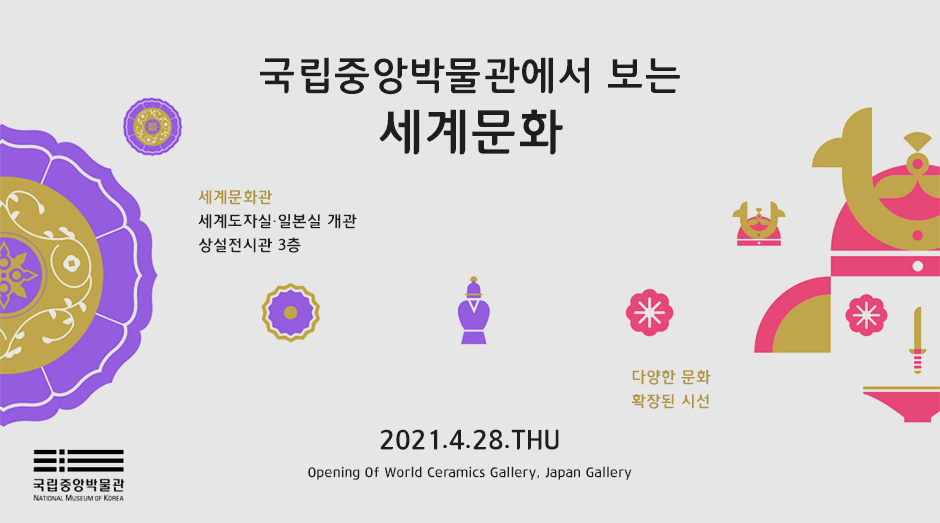 국립중앙박물관에서 보는
세계문화
세계문화관
세계도자실·일본실 개관
상설전시관 3층
다양한 문화
확장된 시선
2021.4.28.THU
Opening Of World Ceramics Gallery, Japan Gallery
국립중앙박물관
NATIONAL MUSEUM OF KOREA